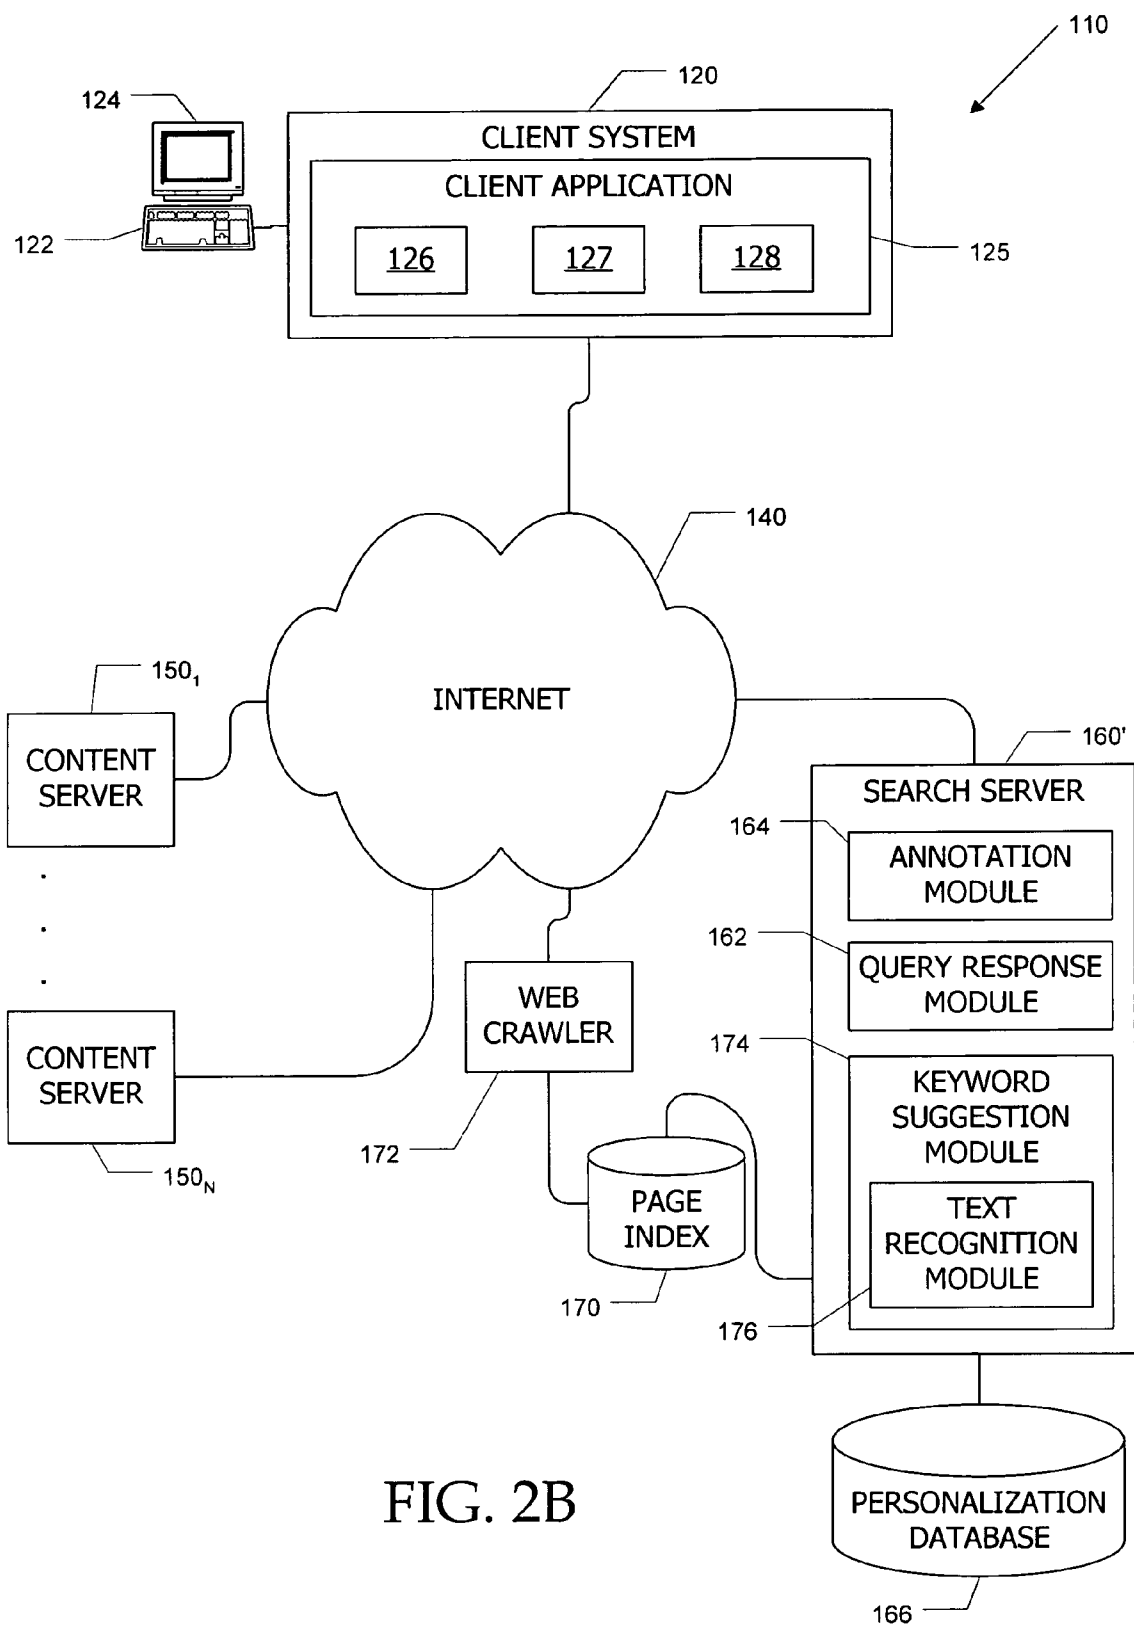 110
120
124
CLIENT SYSTEM
CLIENT APPLICATION
122
125
126
127
128
140
INTERNET
150₁
CONTENT
SERVER
160'
SEARCH SERVER
164
ANNOTATION
MODULE
162
QUERY RESPONSE
MODULE
WEB
CRAWLER
172
CONTENT
SERVER
150N
174
KEYWORD
SUGGESTION
MODULE
PAGE
INDEX
170
TEXT
RECOGNITION
MODULE
176
PERSONALIZATION
DATABASE
166
FIG. 2B